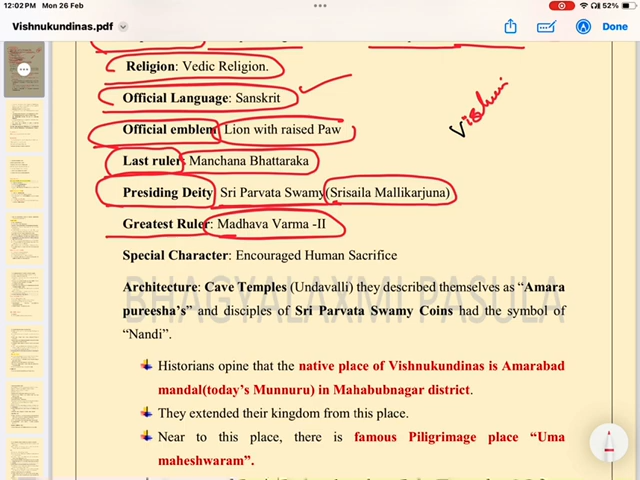 12:02 PM Mon 26 Feb
52%
Vishnukundinas.pdf
Done
Religion: Vedic Religion.
Official Language: Sanskrit
Official emblem Lion with raised Paw
Last ruler: Manchana Bhattaraka
Presiding Deity: Sri Parvata Swamy(Srisaila Mallikarjuna)
Greatest Ruler: Madhava Varma -II
Special Character: Encouraged Human Sacrifice
BHAGYALAXMI PASULA
Architecture: Cave Temples (Undavalli) they described themselves as “Amara
pureesha’s” and disciples of Sri Parvata Swamy Coins had the symbol of
“Nandi”.
Historians opine that the native place of Vishnukundinas is Amarabad
mandal(today’s Munnuru) in Mahabubnagar district.
They extended their kingdom from this place.
Near to this place, there is famous Piligrimage place “Uma
maheshwaram”.